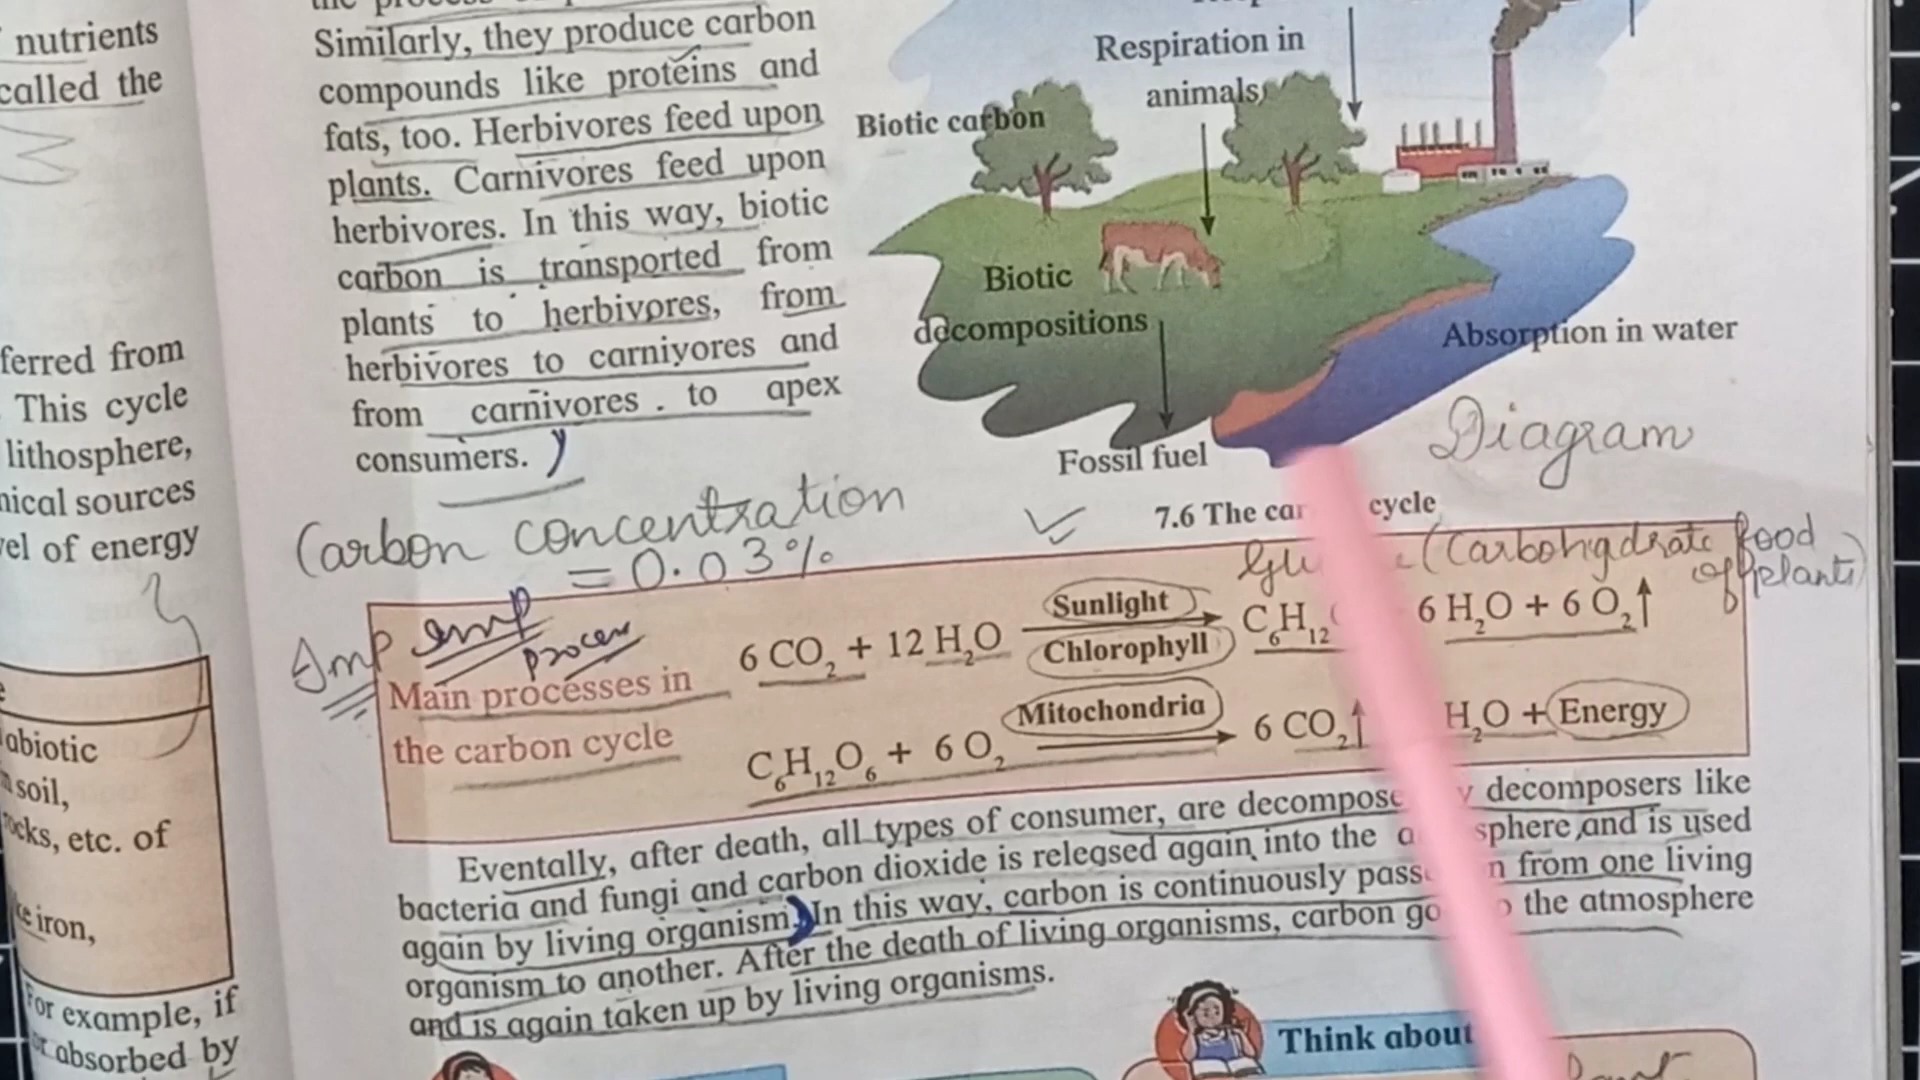 nutrients
called the
ferred from
This cycle
lithosphere,
nical sources
vel of energy
abiotic
soil,
rocks, etc. of
ke iron,
For example, if
or absorbed by
Similarly, they produce carbon
compounds like proteins and
fats, too. Herbivores feed upon
plants. Carnivores feed upon
herbivores. In this way, biotic
carbon is transported from
plants to herbivores, from
herbivores to carnivores and
from carnivores . to apex
consumers.
Respiration in
animals
Biotic carbon
Biotic
decompositions
Absorption in water
Fossil fuel
Diagram
7.6 The car cycle
Carbon concentration
= 0.03%
Glu (Carbohydrate food
of plants)
Imp Imp
process
Main processes in
the carbon cycle
6 CO₂ + 12 H₂O Sunlight Chlorophyll C₆H₁₂ 6 H₂O + 6 O₂↑
C₆H₁₂O₆ + 6 O₂ Mitochondria 6 CO₂↑ H₂O + Energy
Eventally, after death, all types of consumer, are decompose y decomposers like
bacteria and fungi and carbon dioxide is released again into the a sphere and is used
again by living organism. In this way, carbon is continuously pass n from one living
organism to another. After the death of living organisms, carbon go o the atmosphere
and is again taken up by living organisms.
Think about